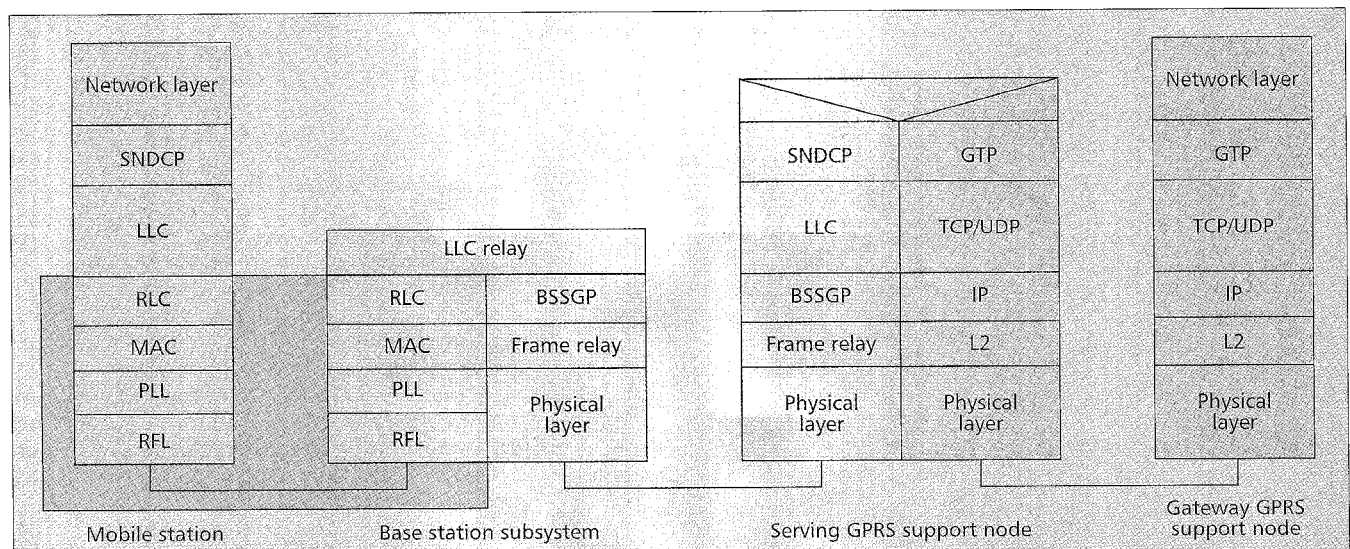 Network layer
SNDCP
LLC
RLC
MAC
PLL
RFL
Mobile station
LLC relay
RLC
BSSGP
MAC
Frame relay
PLL
RFL
Physical
layer
Base station subsystem
SNDCP
GTP
LLC
TCP/UDP
BSSGP
IP
Frame relay
L2
Physical
layer
Physical
layer
Serving GPRS support node
Network layer
GTP
TCP/UDP
IP
L2
Physical
layer
Gateway GPRS
support node